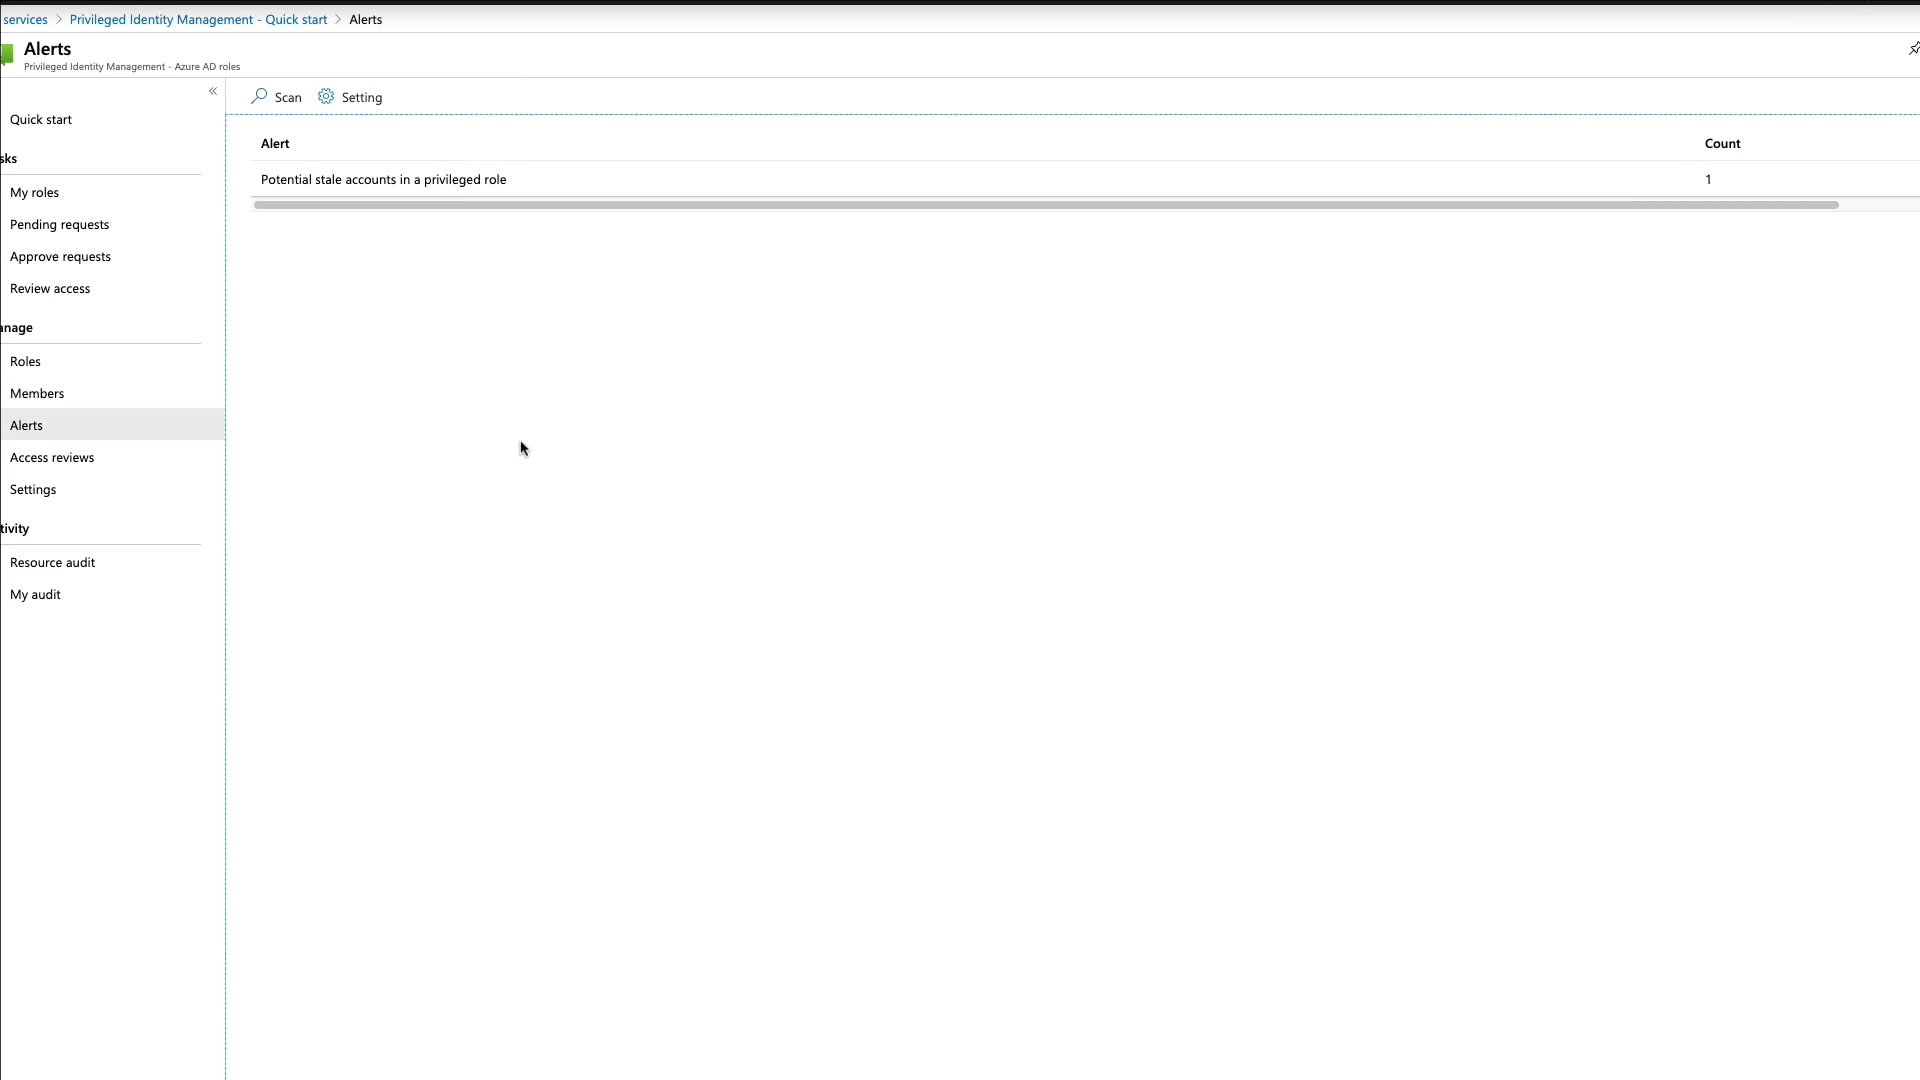 services > Privileged Identity Management - Quick start > Alerts
Alerts
Privileged Identity Management - Azure AD roles
«
Scan
Setting
Quick start
sks
My roles
Pending requests
Approve requests
Review access
anage
Roles
Members
Alerts
Access reviews
Settings
tivity
Resource audit
My audit
Alert Count
Potential stale accounts in a privileged role 1